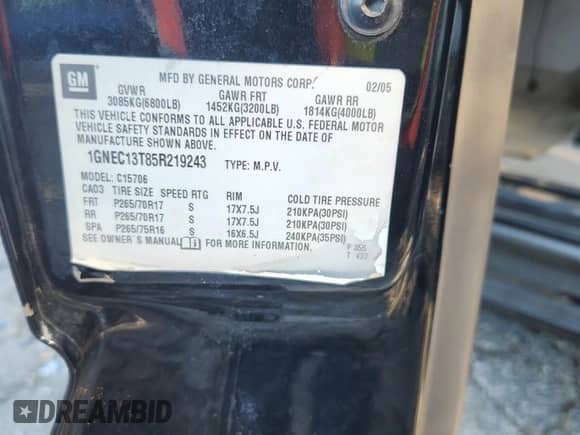 GM
MFD BY GENERAL MOTORS CORP. 02/05
GVWR GAWR FRT GAWR RR
3085KG(6800LB) 1452KG(3200LB) 1814KG(4000LB)
THIS VEHICLE CONFORMS TO ALL APPLICABLE U.S. FEDERAL MOTOR
VEHICLE SAFETY STANDARDS IN EFFECT ON THE DATE OF
MANUFACTURE SHOWN ABOVE.
1GNEC13T85R219243 TYPE: M.P.V.
MODEL: C15706
CA03 TIRE SIZE SPEED RTG RIM COLD TIRE PRESSURE
FRT P265/70R17 S 17X7.5J 210KPA(30PSI)
RR P265/70R17 S 17X7.5J 210KPA(30PSI)
SPA P265/75R16 S 16X6.5J 240KPA(35PSI)
SEE OWNER'S MANUAL FOR MORE INFORMATION
DREAMBID